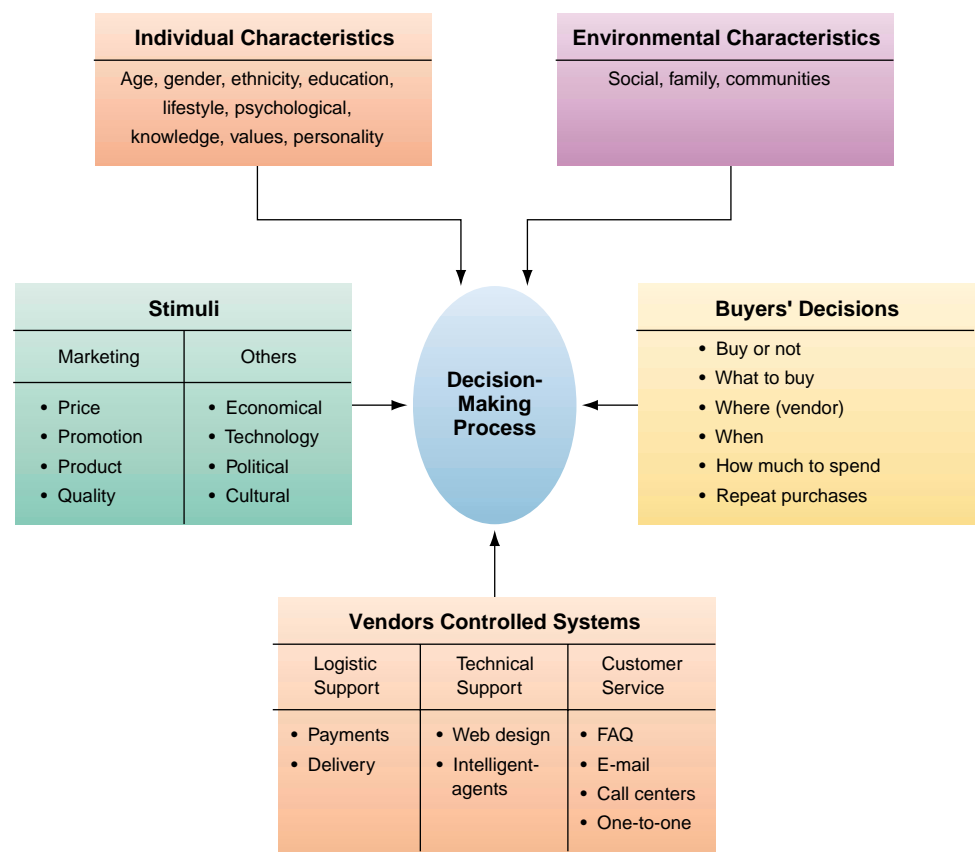 Individual Characteristics
Age, gender, ethnicity, education,
lifestyle, psychological,
knowledge, values, personality
Environmental Characteristics
Social, family, communities
Stimuli
Marketing
• Price
• Promotion
• Product
• Quality
Others
• Economical
• Technology
• Political
• Cultural
Decision-
Making
Process
Buyers' Decisions
• Buy or not
• What to buy
• Where (vendor)
• When
• How much to spend
• Repeat purchases
Vendors Controlled Systems
Logistic
Support
• Payments
• Delivery
Technical
Support
• Web design
• Intelligent-
agents
Customer
Service
• FAQ
• E-mail
• Call centers
• One-to-one